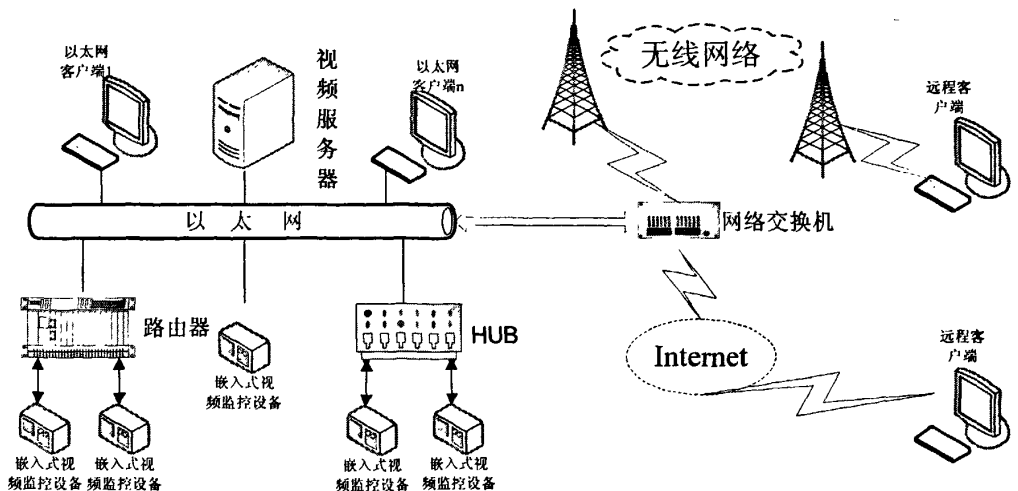 以太网
客户端1
视频服务器
以太网
客户端n
无线网络
远程客
户端
以 太 网
网络交换机
路由器
嵌入式视
频监控设备
HUB
Internet
远程客
户端
嵌入式视
频监控设备
嵌入式视
频监控设备
嵌入式视
频监控设备
嵌入式视
频监控设备